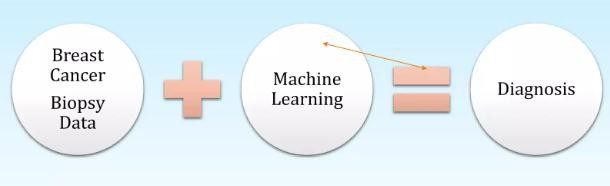 Breast
Cancer
Biopsy
Data
Machine
Learning
Diagnosis